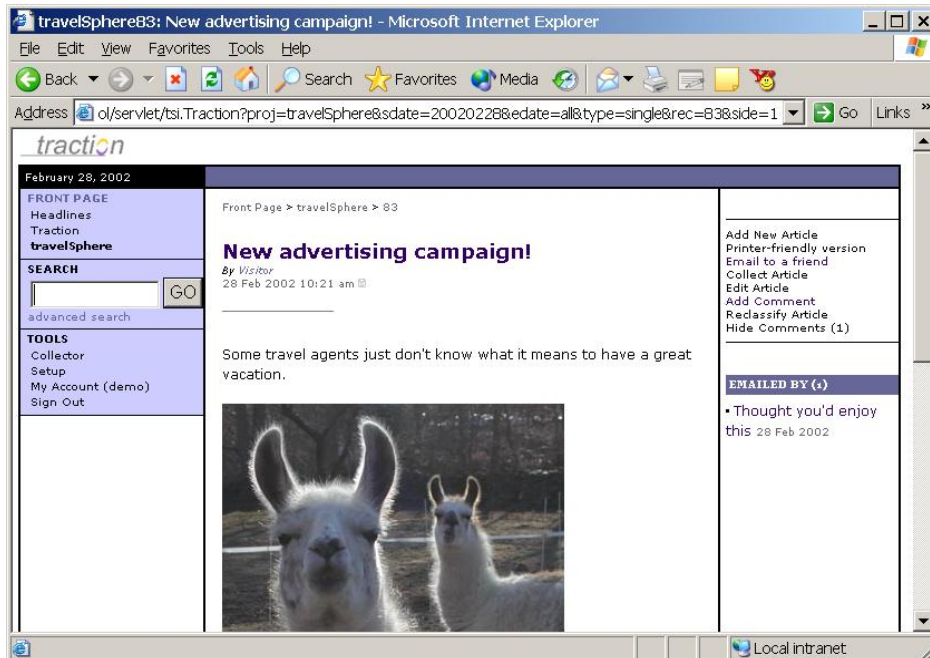 travelSphere83: New advertising campaign! - Microsoft Internet Explorer
File Edit View Favorites Tools Help
Back Search Favorites Media
Address ol/servlet/tsi.Traction?proj=travelSphere&sdate=20020228&edate=all&type=single&rec=83&side=1 Go Links »
traction
February 28, 2002
FRONT PAGE
Headlines
Traction
travelSphere
SEARCH
GO
advanced search
TOOLS
Collector
Setup
My Account (demo)
Sign Out
Front Page > travelSphere > 83
New advertising campaign!
By Visitor
28 Feb 2002 10:21 am
Some travel agents just don't know what it means to have a great
vacation.
Add New Article
Printer-friendly version
Email to a friend
Collect Article
Edit Article
Add Comment
Reclassify Article
Hide Comments (1)
EMAILED BY (1)
▪ Thought you'd enjoy
this 28 Feb 2002
Local intranet